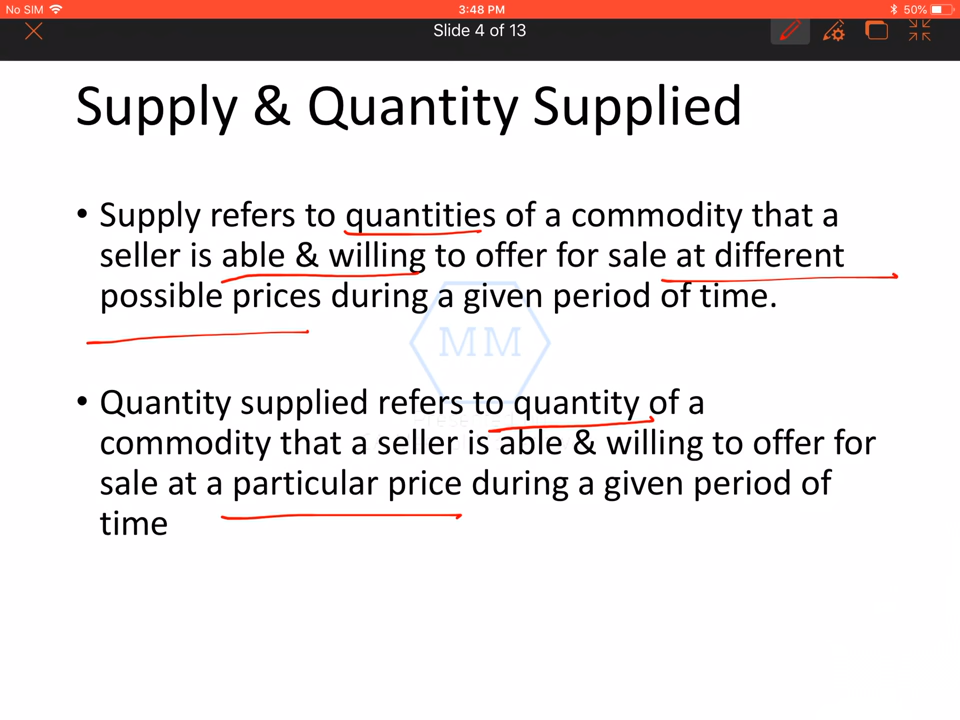 No SIM 3:48 PM 50%
Slide 4 of 13
Supply & Quantity Supplied
• Supply refers to quantities of a commodity that a
seller is able & willing to offer for sale at different
possible prices during a given period of time.
MM
• Quantity supplied refers to quantity of a
commodity that a seller is able & willing to offer for
sale at a particular price during a given period of
time